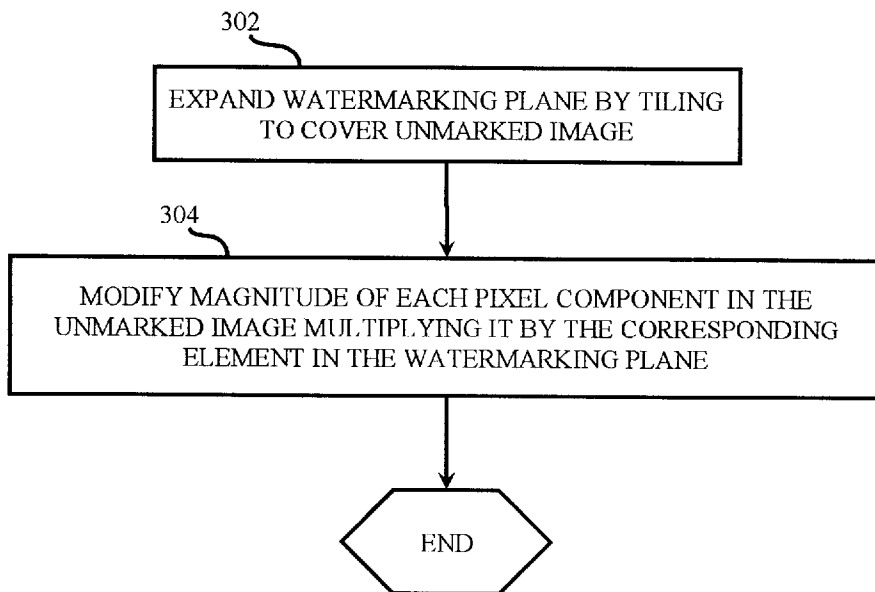 302
EXPAND WATERMARKING PLANE BY TILING
TO COVER UNMARKED IMAGE
304
MODIFY MAGNITUDE OF EACH PIXEL COMPONENT IN THE
UNMARKED IMAGE MULTIPLYING IT BY THE CORRESPONDING
ELEMENT IN THE WATERMARKING PLANE
END